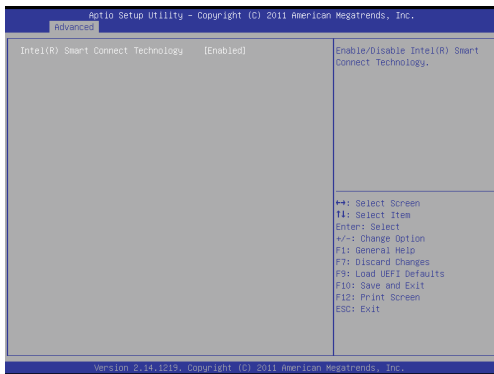 Aptio Setup Utility – Copyright (C) 2011 American Megatrends, Inc.
Advanced
Intel(R) Smart Connect Technology [Enabled]
Enable/Disable Intel(R) Smart
Connect Technology.
↔: Select Screen
↑↓: Select Item
Enter: Select
+/-: Change Option
F1: General Help
F7: Discard Changes
F9: Load UEFI Defaults
F10: Save and Exit
F12: Print Screen
ESC: Exit
Version 2.14.1219. Copyright (C) 2011 American Megatrends, Inc.